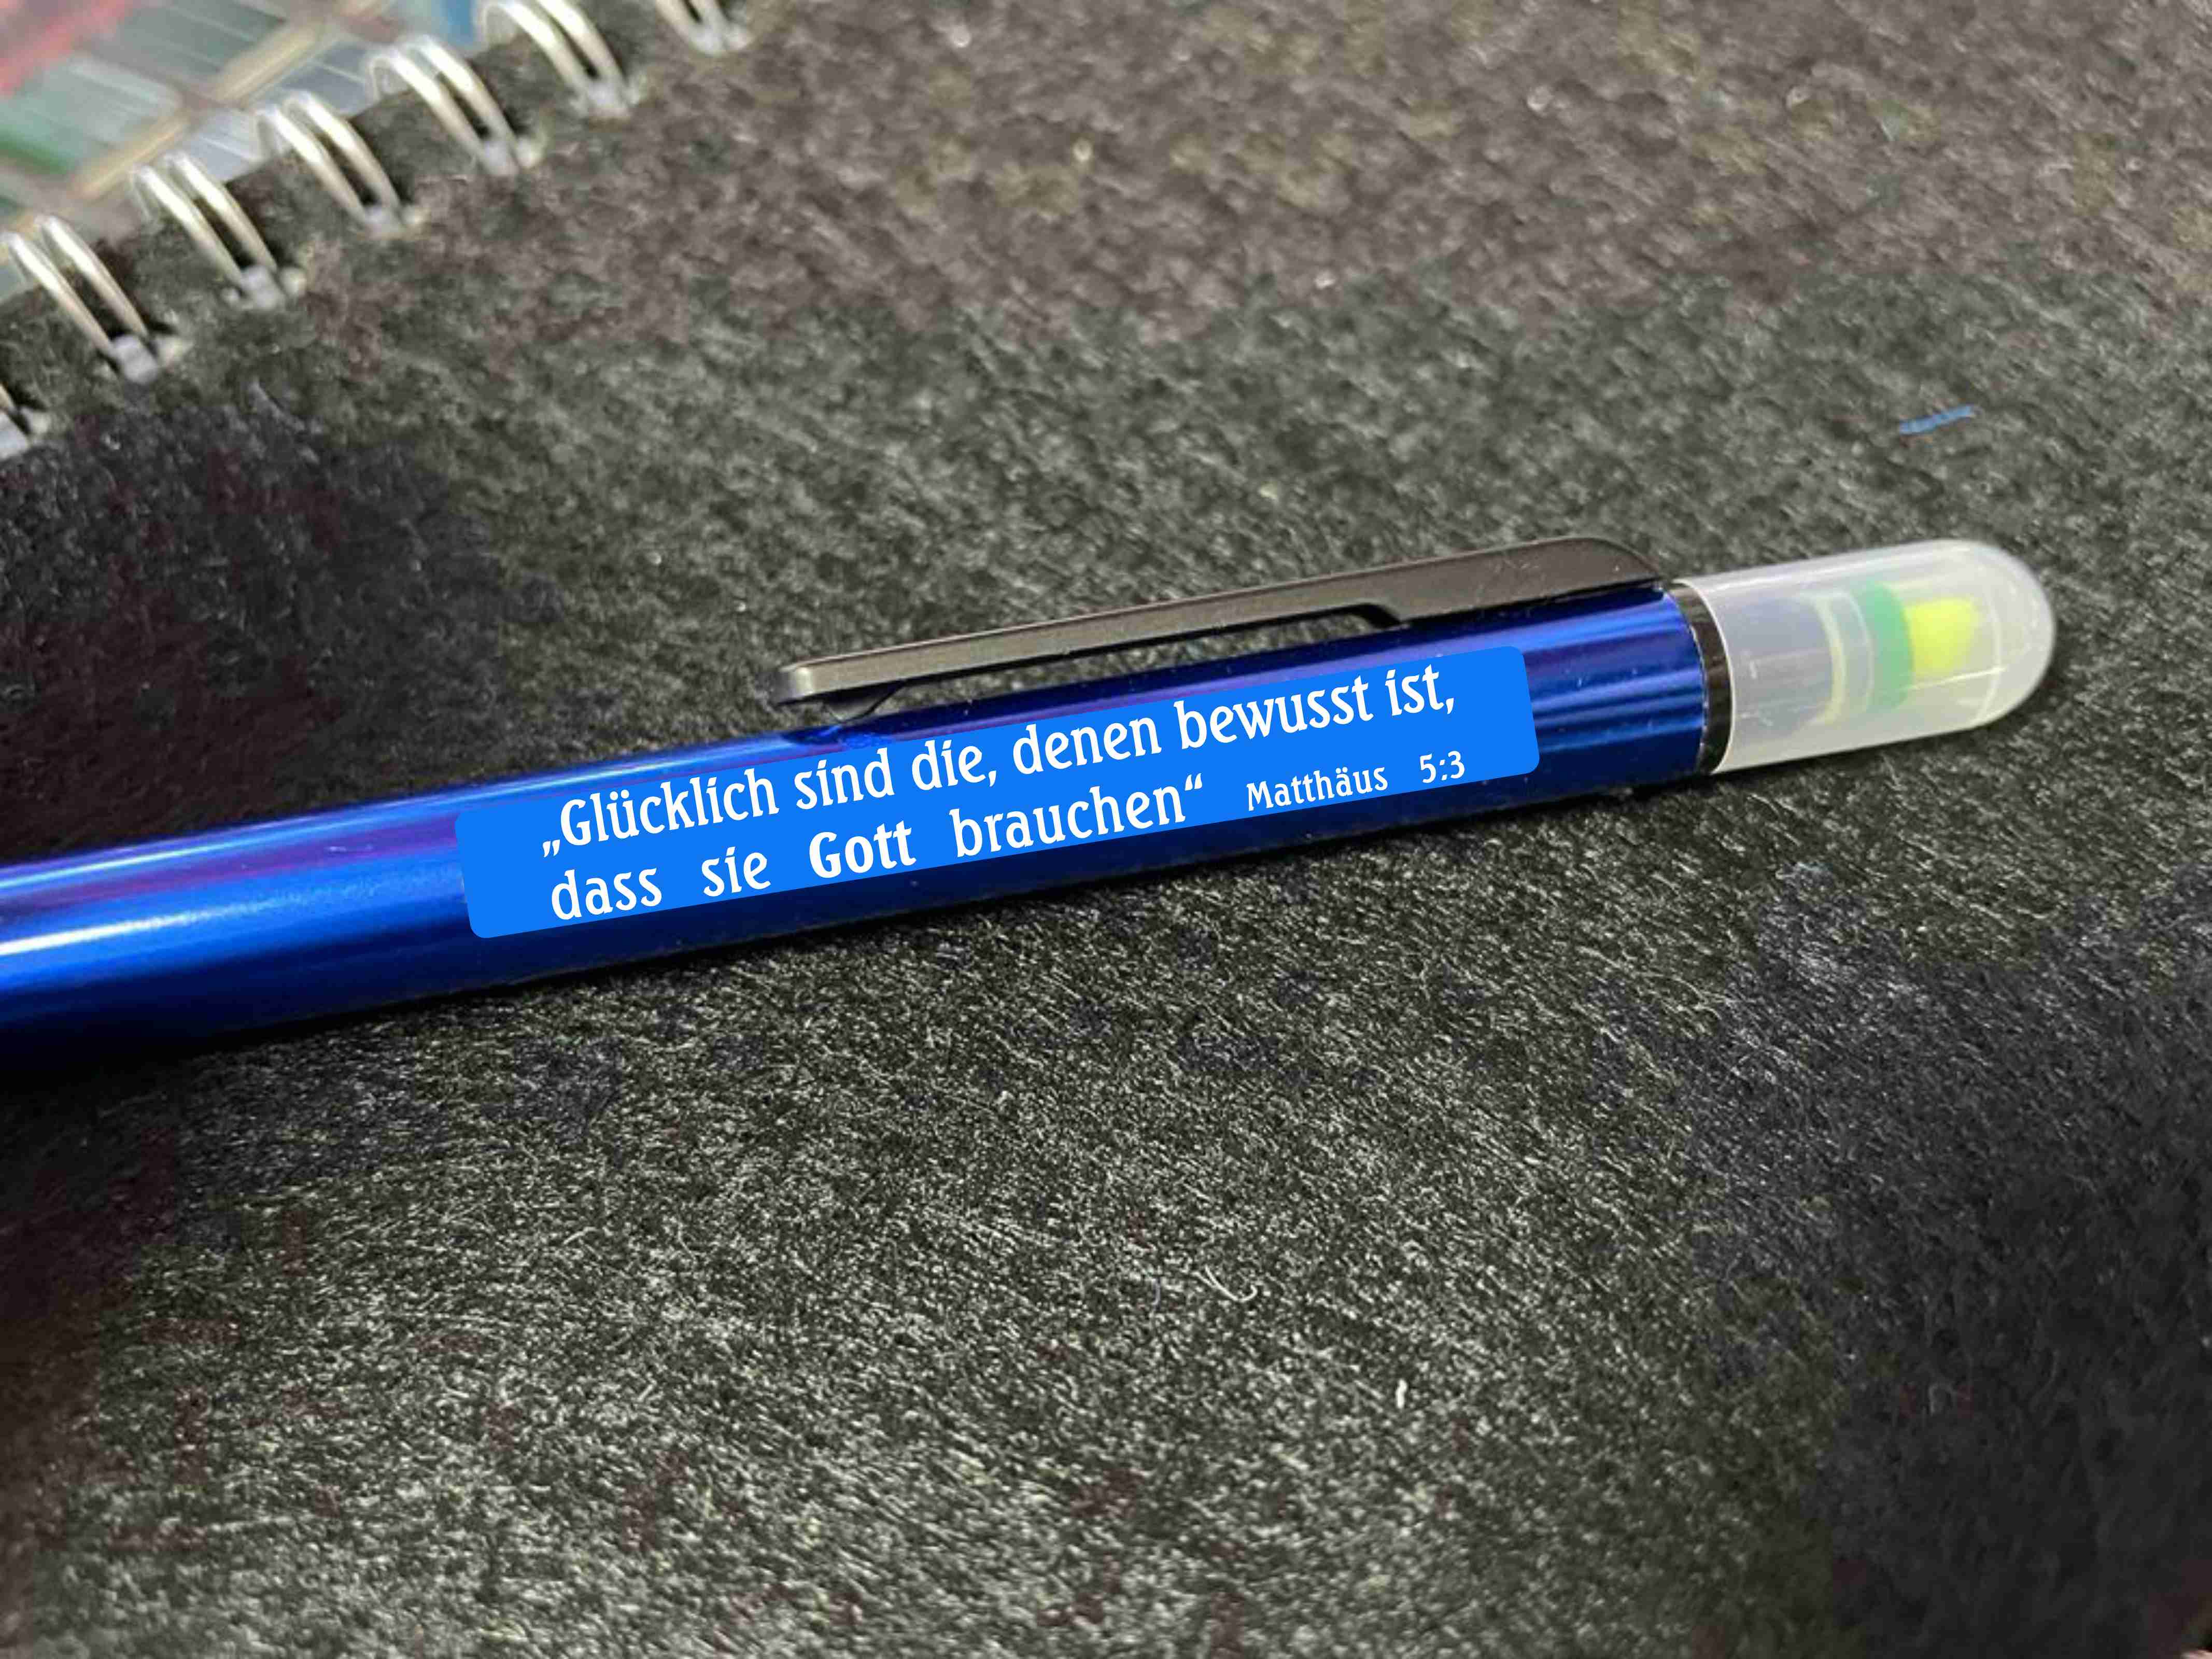 „Glücklich sind die, denen bewusst ist,
dass sie Gott brauchen“ Matthäus 5:3